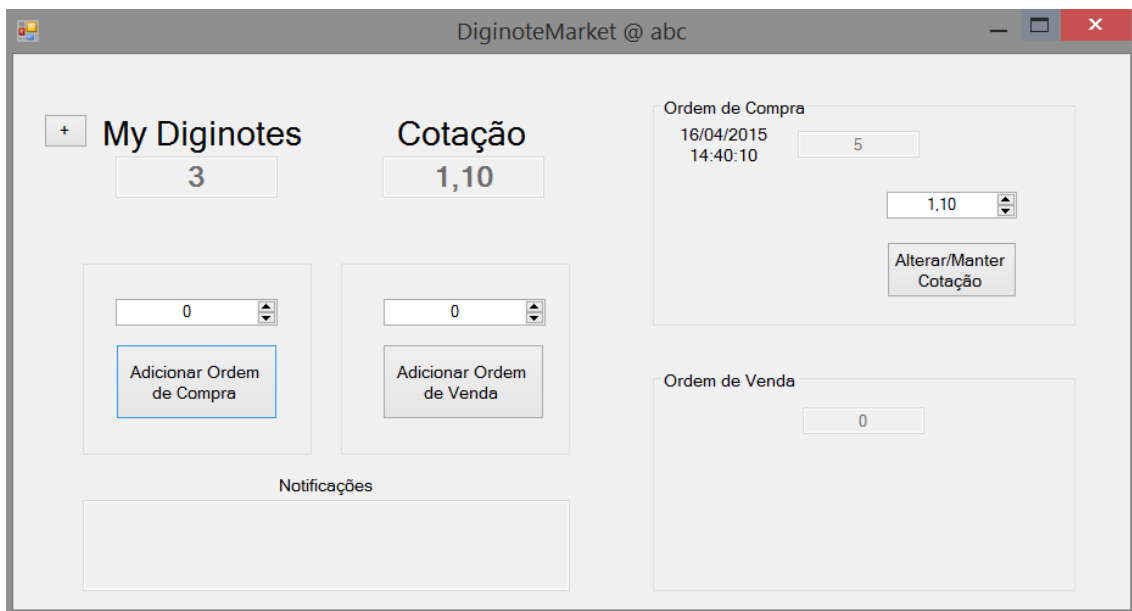 DiginoteMarket @ abc
+
My Diginotes
3
Cotação
1,10
0
Adicionar Ordem
de Compra
0
Adicionar Ordem
de Venda
Notificações
Ordem de Compra
16/04/2015
14:40:10
5
1,10
Alterar/Manter
Cotação
Ordem de Venda
0